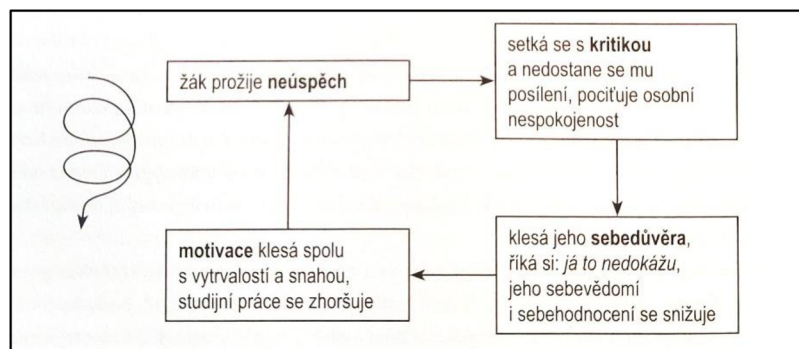 žák prožije neúspěch
setká se s kritikou
a nedostane se mu
posílení, pociťuje osobní
nespokojenost
klesá jeho sebedůvěra,
říká si: já to nedokážu,
jeho sebevědomí
i sebehodnocení se snižuje
motivace klesá spolu
s vytrvalostí a snahou,
studijní práce se zhoršuje